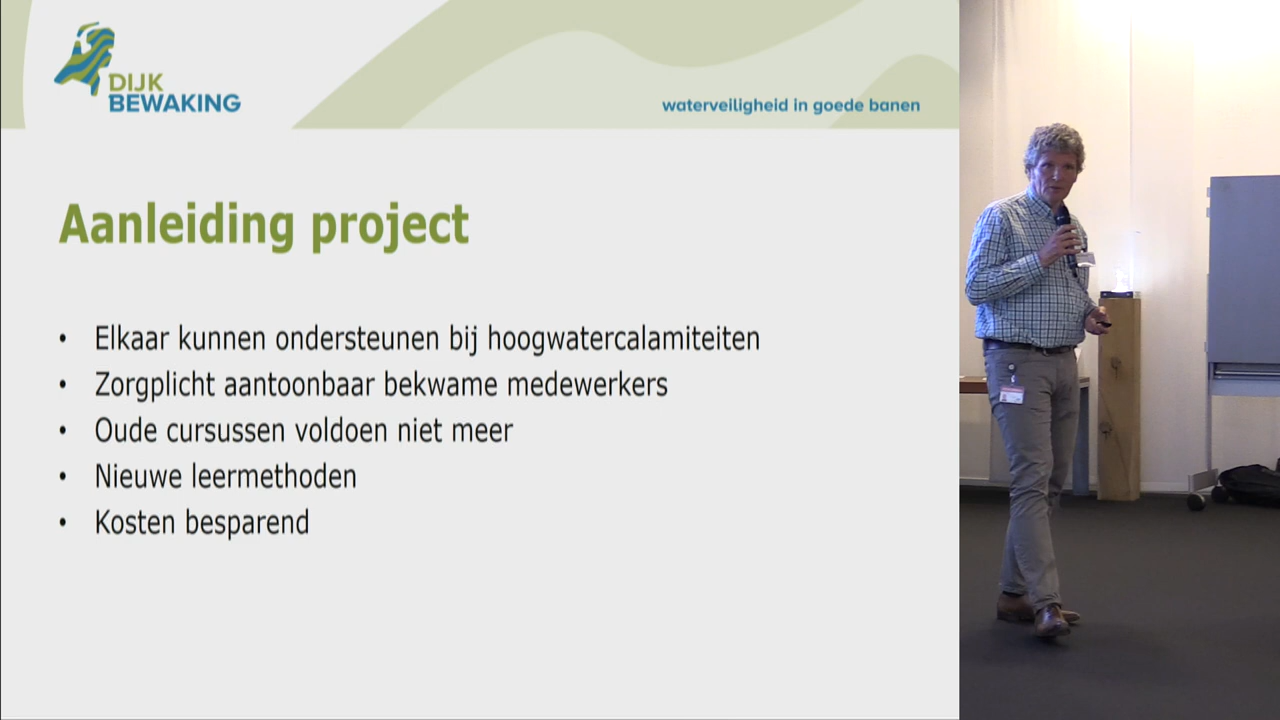 DIJK
BEWAKING
waterveiligheid in goede banen
Aanleiding project
• Elkaar kunnen ondersteunen bij hoogwatercalamiteiten
• Zorgplicht aantoonbaar bekwame medewerkers
• Oude cursussen voldoen niet meer
• Nieuwe leermethoden
• Kosten besparend